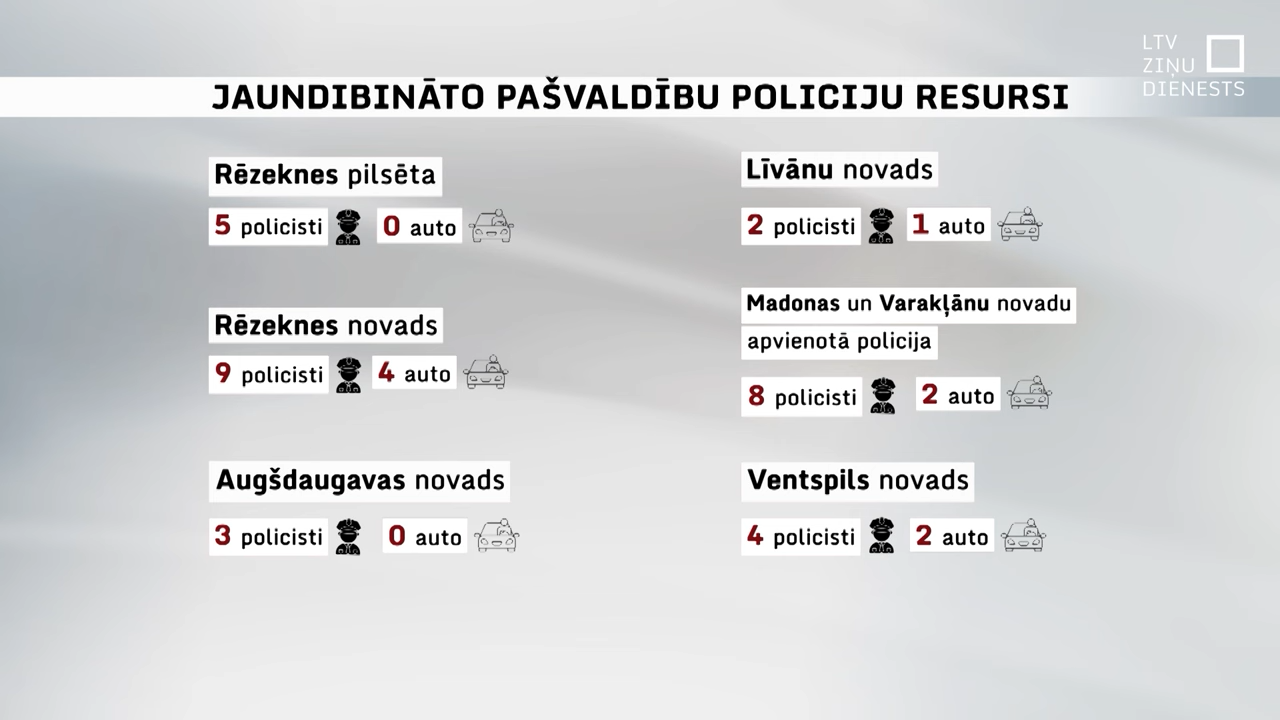 LTV
ZIŅU
DIENESTS
JAUNDIBINĀTO PAŠVALDĪBU POLICIJU RESURSI
Rēzeknes pilsēta
5 policisti 0 auto
Rēzeknes novads
9 policisti 4 auto
Augšdaugavas novads
3 policisti 0 auto
Līvānu novads
2 policisti 1 auto
Madonas un Varakļānu novadu
apvienotā policija
8 policisti 2 auto
Ventspils novads
4 policisti 2 auto